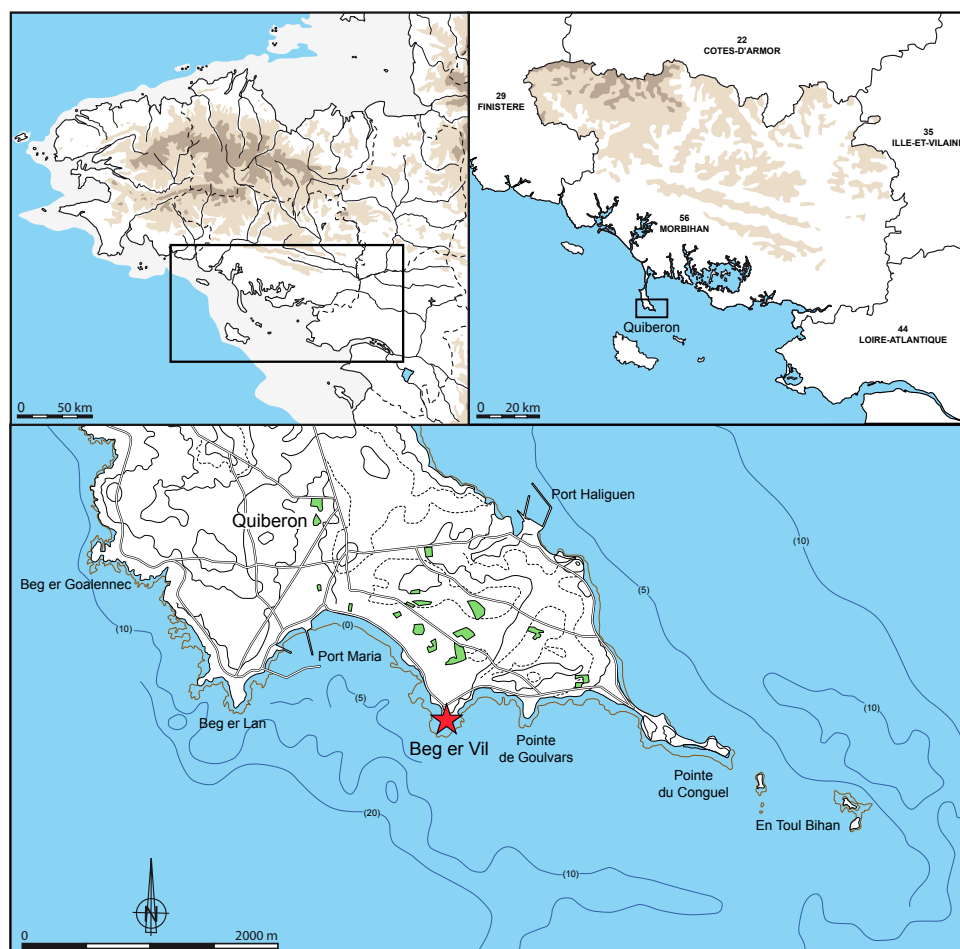 0 50 km
22
COTES-D'ARMOR
29
FINISTERE
35
ILLE-ET-VILAINE
56
MORBIHAN
Quiberon
44
LOIRE-ATLANTIQUE
0 20 km
Port Haliguen
Quiberon
(10)
(10)
Beg er Goalennec
(5)
(10)
(0)
Port Maria
(5)
Beg er Lan
(10)
Beg er Vil
Pointe
de Goulvars
Pointe
du Conguel
(20)
En Toul Bihan
(10)
N
0 2000 m